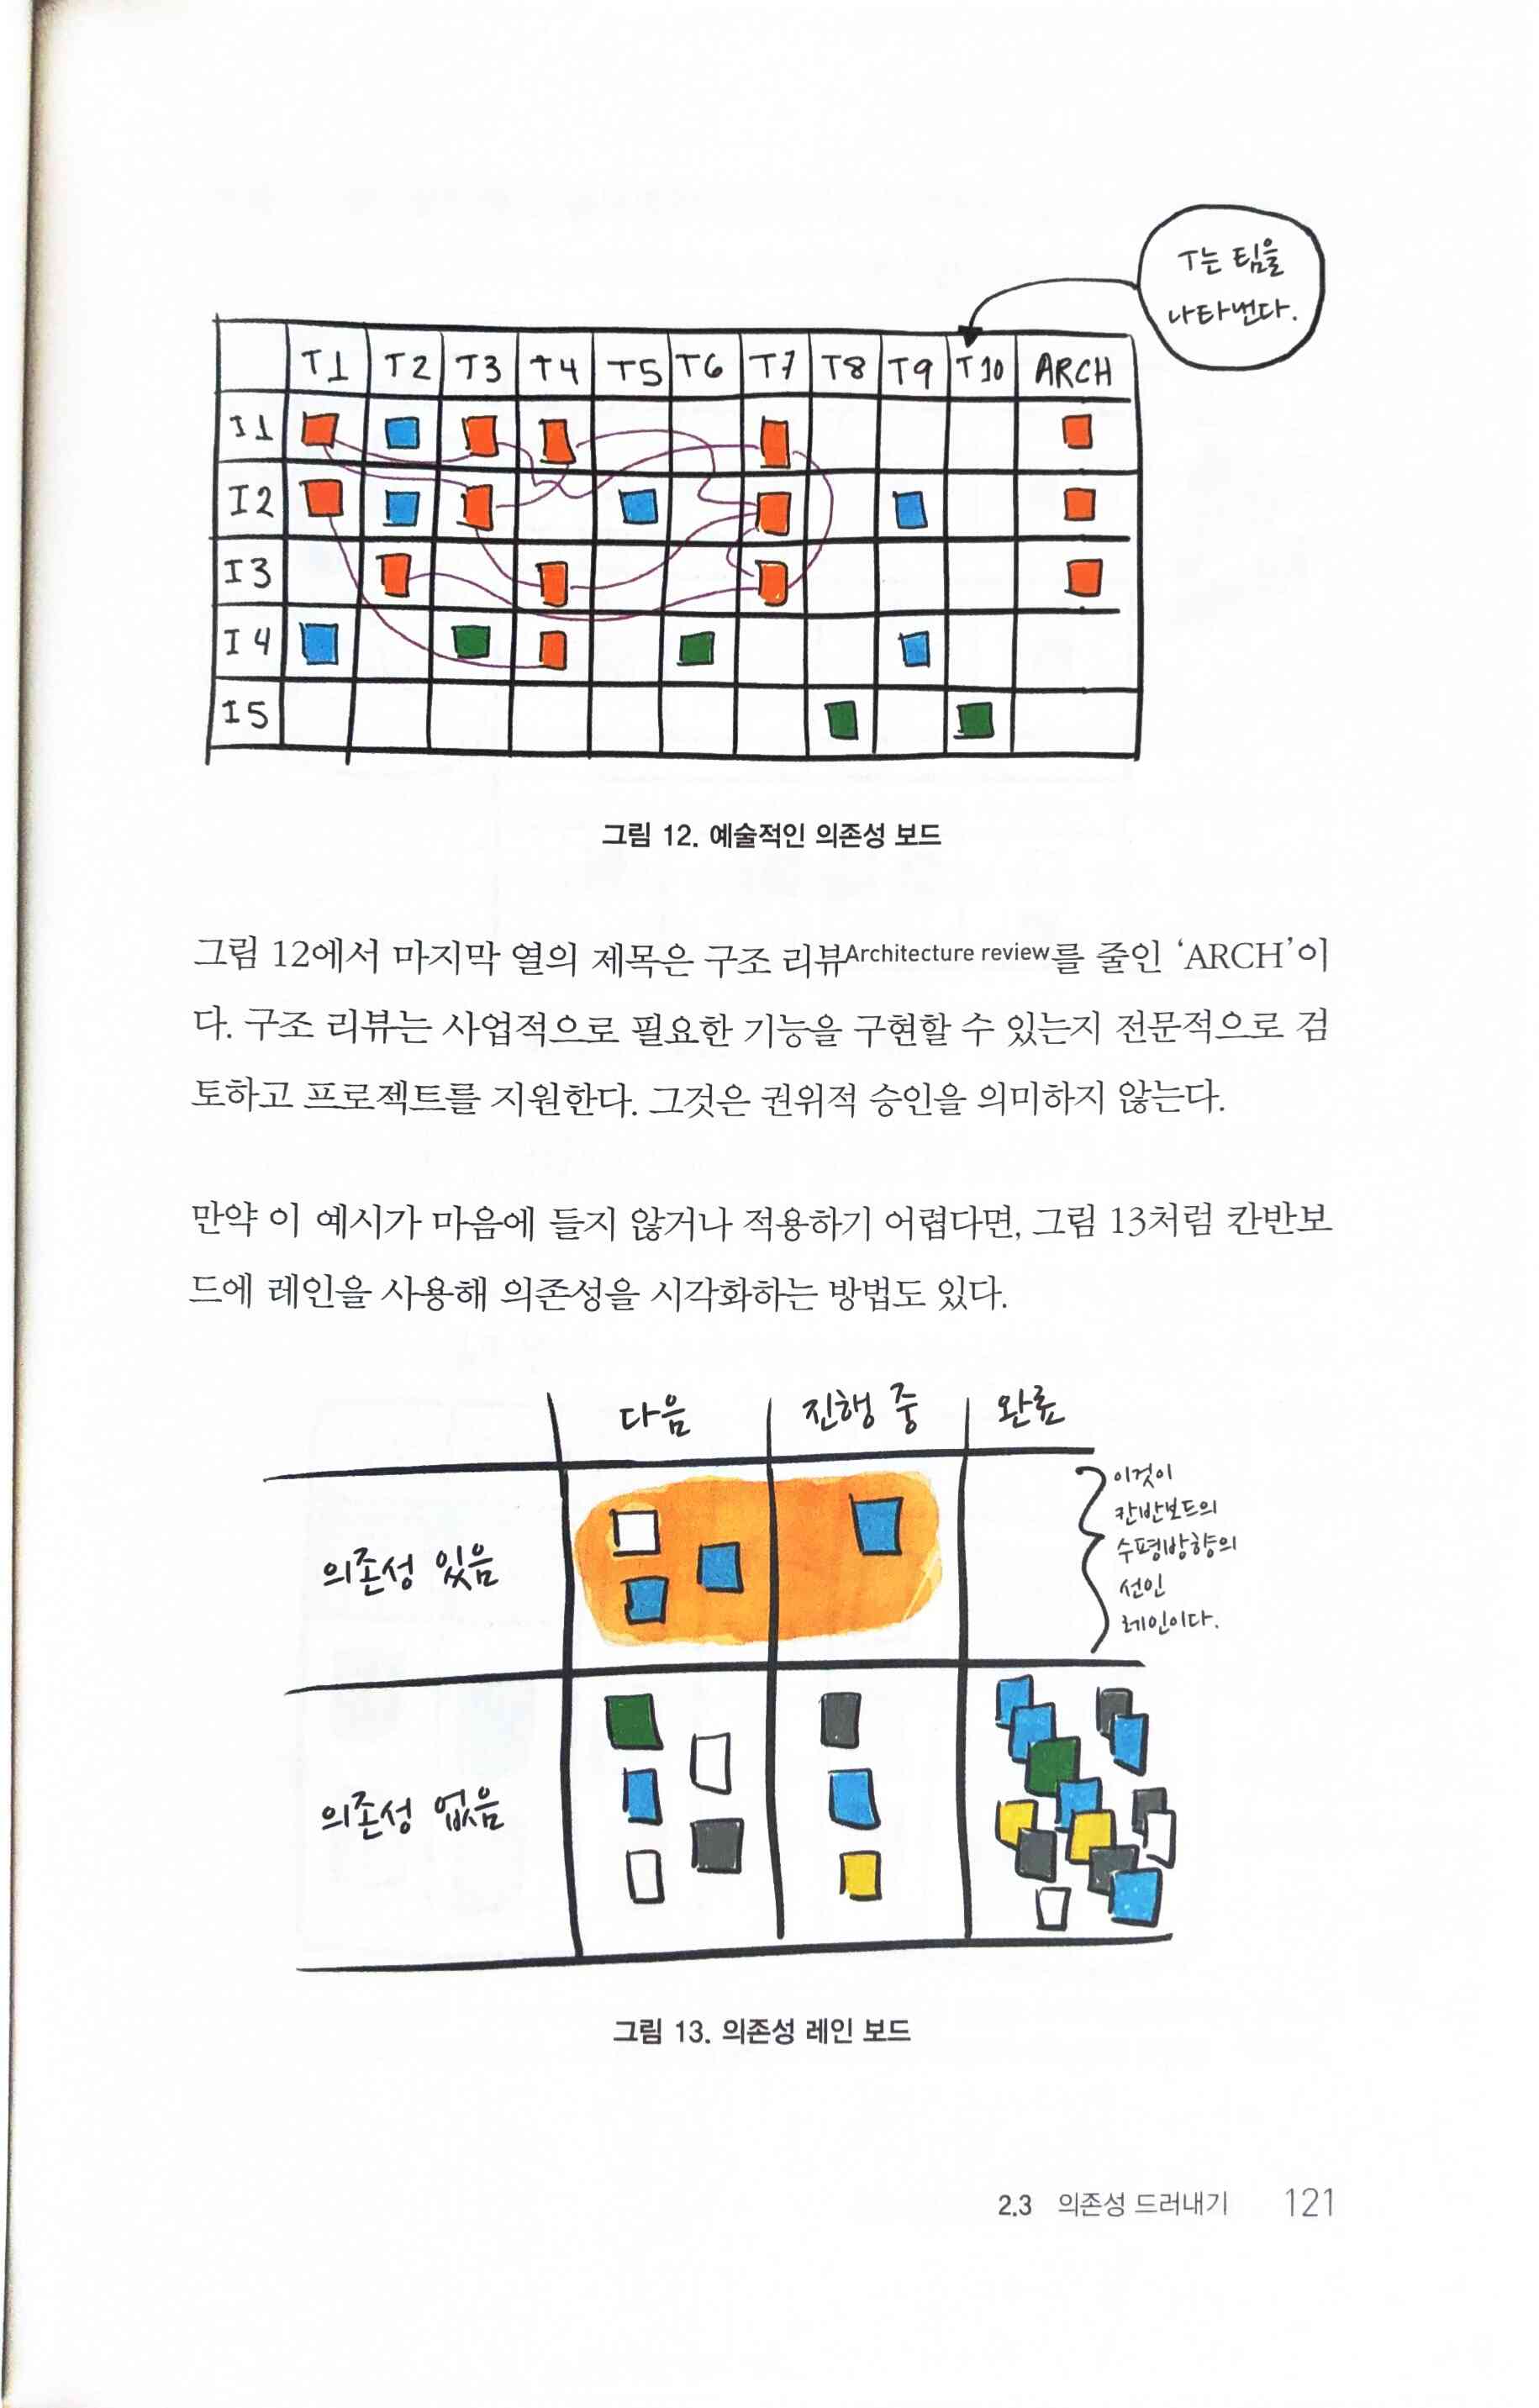 T는 팀을
나타낸다.
T1 T2 T3 T4 T5 T6 T7 T8 T9 T10 ARCH
I1
I2
I3
I4
I5
그림 12. 예술적인 의존성 보드
그림 12에서 마지막 열의 제목은 구조 리뷰Architecture review를 줄인 ‘ARCH’이
다. 구조 리뷰는 사업적으로 필요한 기능을 구현할 수 있는지 전문적으로 검
토하고 프로젝트를 지원한다. 그것은 권위적 승인을 의미하지 않는다.
만약 이 예시가 마음에 들지 않거나 적용하기 어렵다면, 그림 13처럼 칸반보
드에 레인을 사용해 의존성을 시각화하는 방법도 있다.
다음 진행 중 완료
이것이
칸반보드의
수평방향의
선인
레인이다.
의존성 있음
의존성 없음
그림 13. 의존성 레인 보드
2.3 의존성 드러내기 121